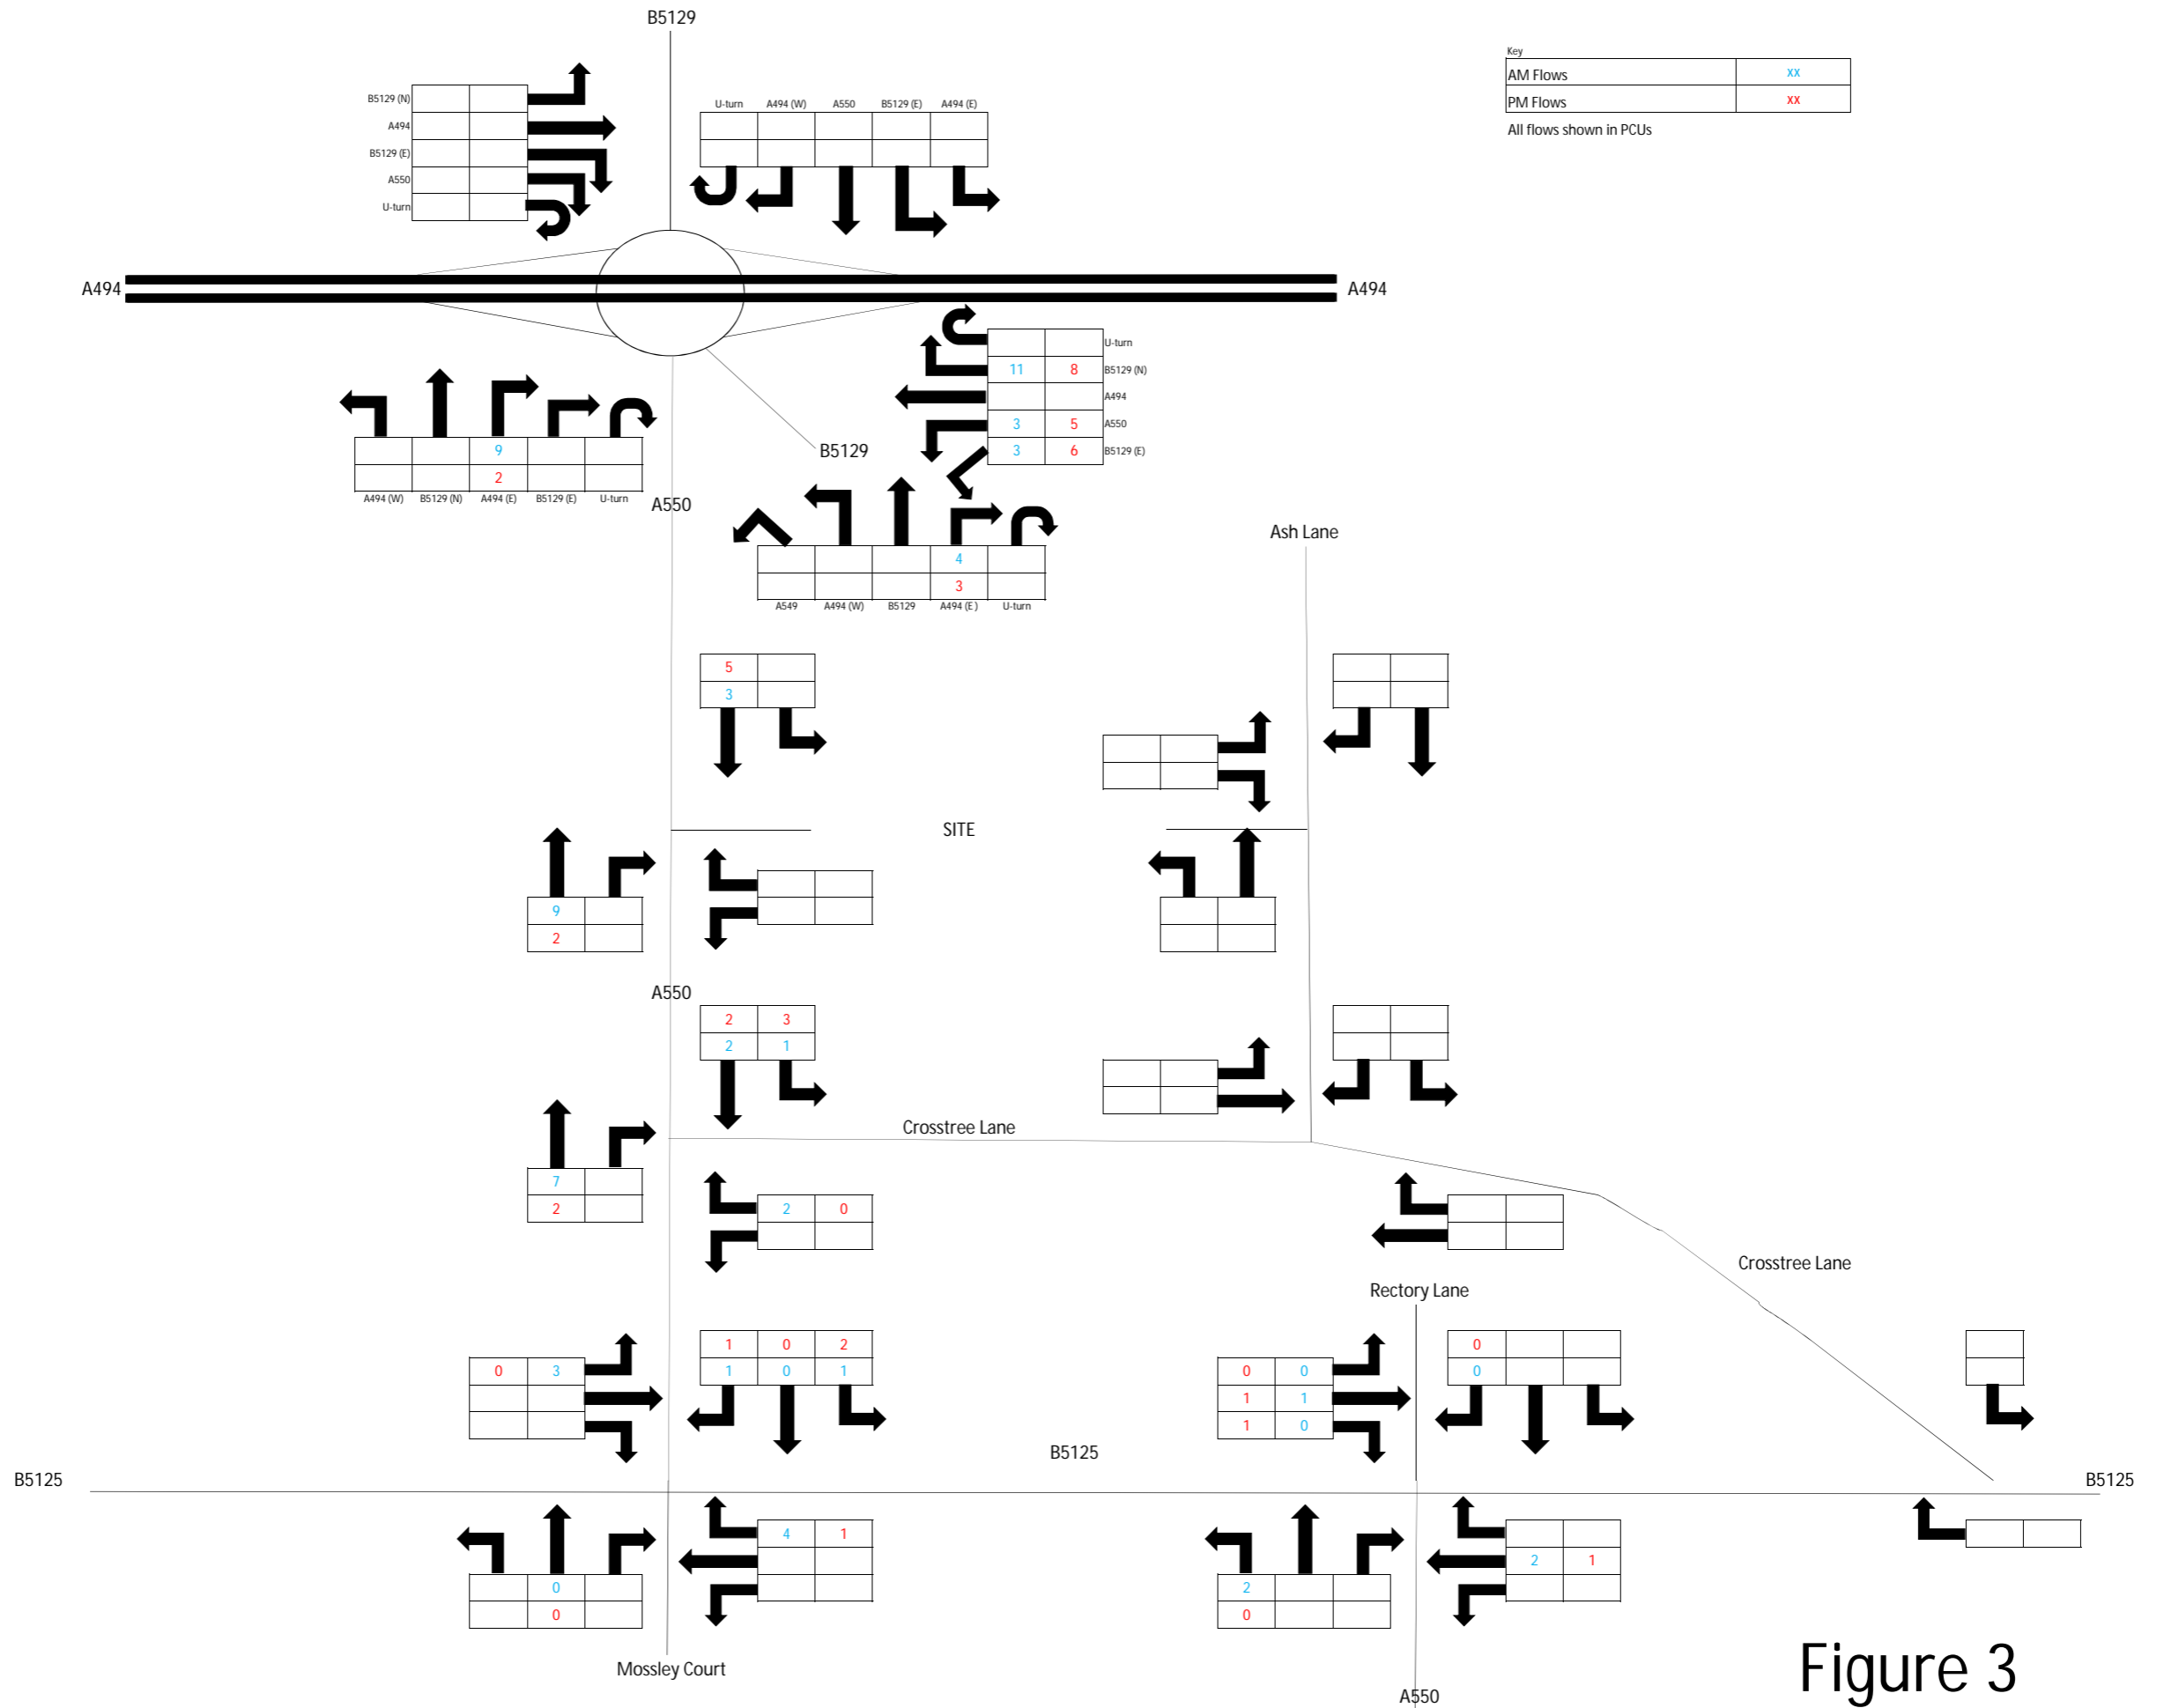 B5129
Key
AM Flows xx
PM Flows xx
All flows shown in PCUs
B5129 (N)
A494
B5129 (E)
A550
U-turn
U-turn A494 (W) A550 B5129 (E) A494 (E)
A494
A494
U-turn
11 8 B5129 (N)
A494
3 5 A550
3 6 B5129 (E)
B5129
9
2
A494 (W) B5129 (N) A494 (E) B5129 (E) U-turn
A550
4
3
A549 A494 (W) B5129 A494 (E) U-turn
Ash Lane
5
3
SITE
9
2
A550
2 3
2 1
Crosstree Lane
7
2
2 0
Crosstree Lane
Rectory Lane
0 3
1 0 2
1 0 1
0 0
1 1
1 0
0
0
B5125
B5125
B5125
4 1
0
0
2 1
2
0
Mossley Court
A550
Figure 3